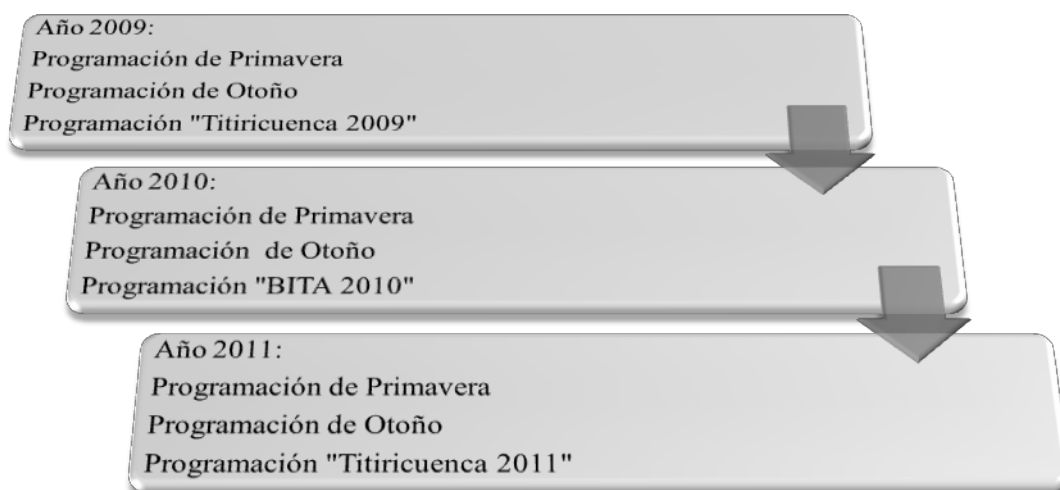 Año 2009:
Programación de Primavera
Programación de Otoño
Programación "Titiricuenca 2009"
Año 2010:
Programación de Primavera
Programación de Otoño
Programación "BITA 2010"
Año 2011:
Programación de Primavera
Programación de Otoño
Programación "Titiricuenca 2011"